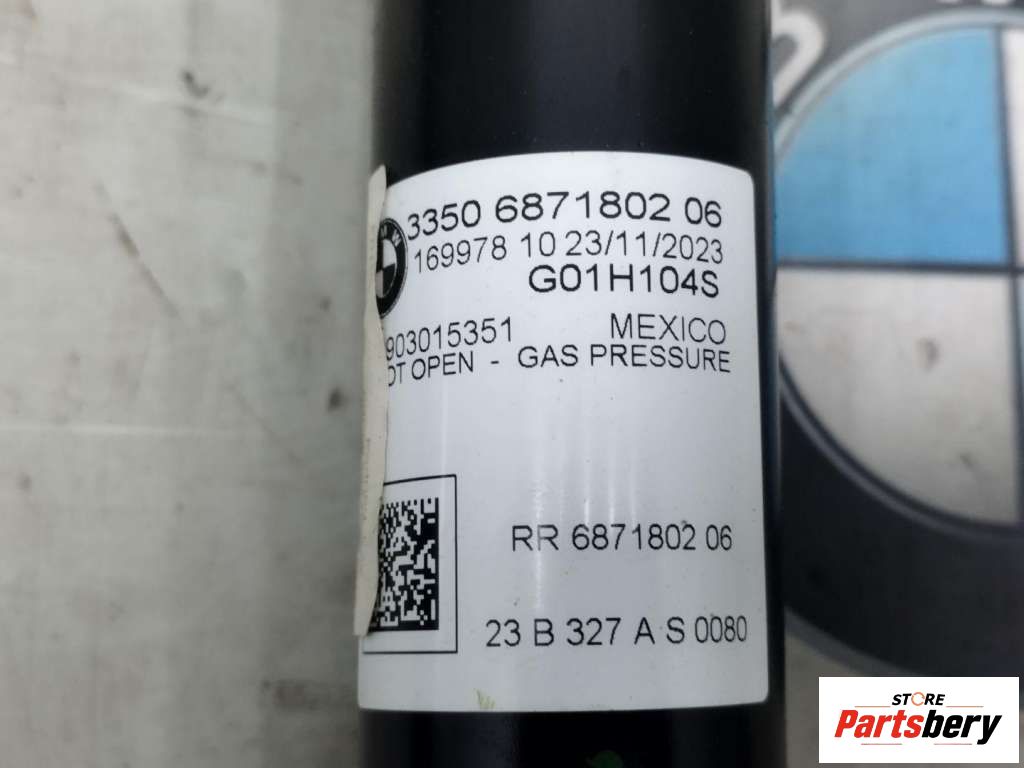 3350 6871802 06
169978 10 23/11/2023
G01H104S
903015351 MEXICO
OPEN - GAS PRESSURE
RR 6871802 06
23 B 327 A S 0080
STORE
Partsbery